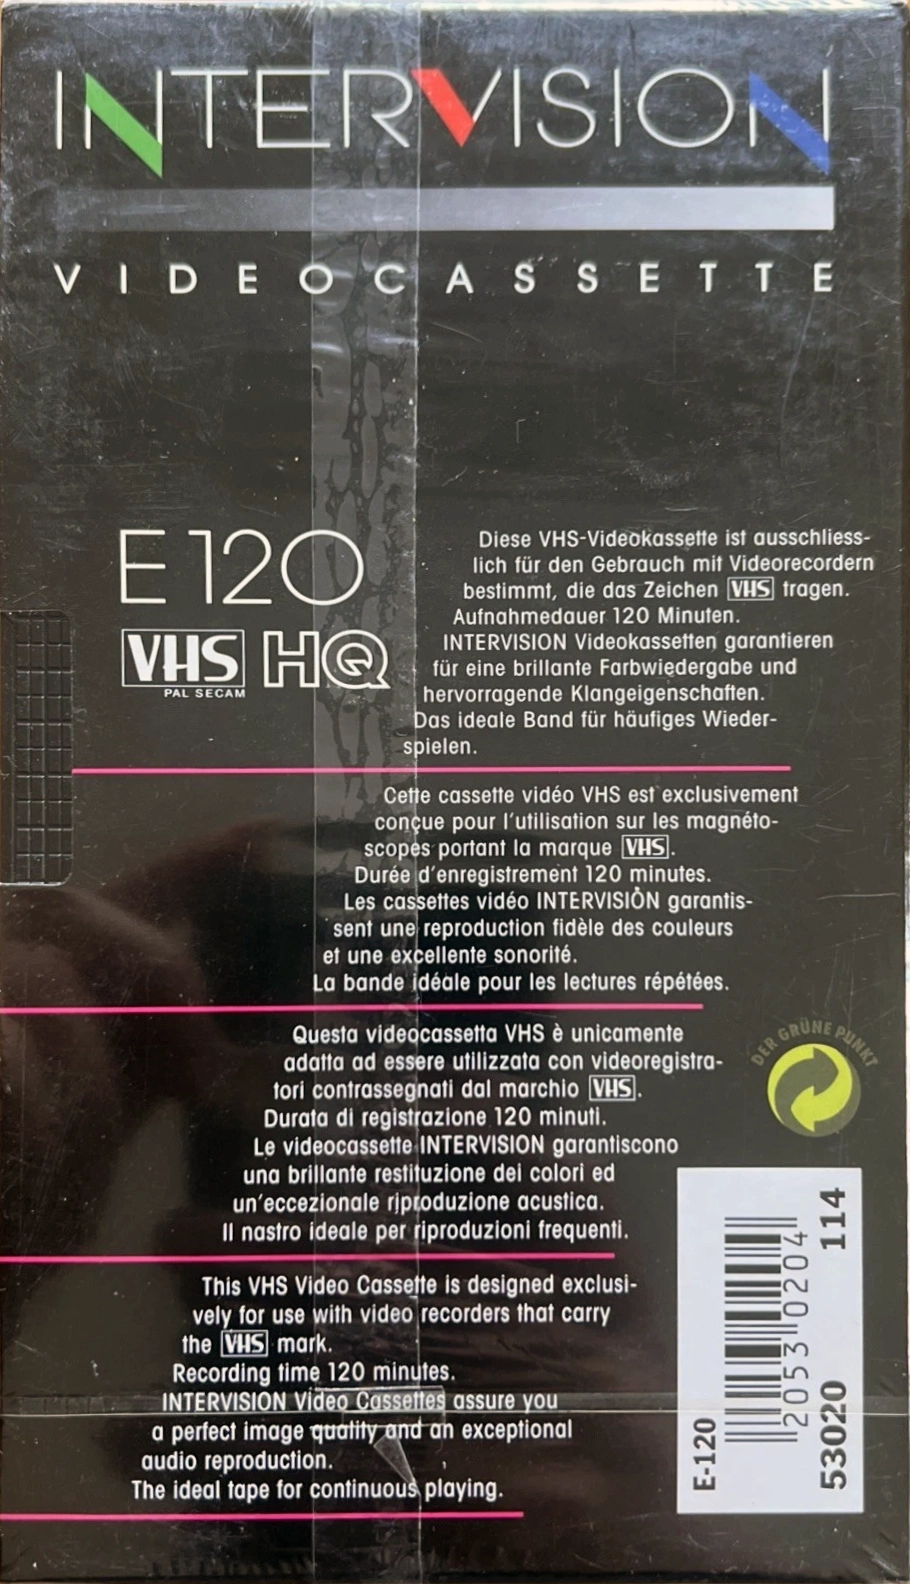 INTERVISION
VIDEOCASSETTE
E120
VHS HQ
PAL SECAM
Diese VHS-Videokassette ist ausschliess-
lich für den Gebrauch mit Videorecordern
bestimmt, die das Zeichen VHS tragen.
Aufnahmedauer 120 Minuten.
INTERVISION Videokassetten garantieren
für eine brillante Farbwiedergabe und
hervorragende Klangeigenschaften.
Das ideale Band für häufiges Wieder-
spielen.
Cette cassette vidéo VHS est exclusivement
conçue pour l'utilisation sur les magnéto-
scopes portant la marque VHS.
Durée d'enregistrement 120 minutes.
Les cassettes vidéo INTERVISION garantis-
sent une reproduction fidèle des couleurs
et une excellente sonorité.
La bande idéale pour les lectures répétées.
Questa videocassetta VHS è unicamente
adatta ad essere utilizzata con videoregistra-
tori contrassegnati dal marchio VHS.
Durata di registrazione 120 minuti.
Le videocassette INTERVISION garantiscono
una brillante restituzione dei colori ed
un'eccezionale riproduzione acustica.
Il nastro ideale per riproduzioni frequenti.
This VHS Video Cassette is designed exclusi-
vely for use with video recorders that carry
the VHS mark.
Recording time 120 minutes.
INTERVISION Video Cassettes assure you
a perfect image quality and an exceptional
audio reproduction.
The ideal tape for continuous playing.
DER GRÜNE PUNKT
E-120
2053 0204
53020 114